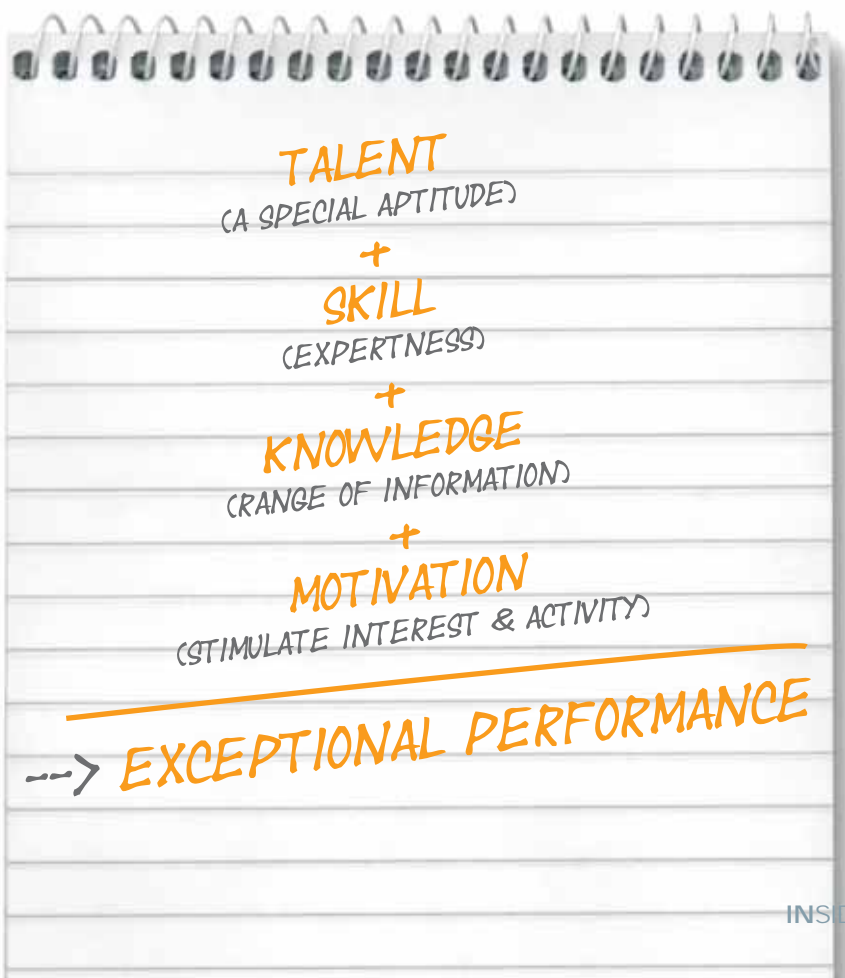 TALENT
(A SPECIAL APTITUDE)
+
SKILL
(EXPERTNESS)
+
KNOWLEDGE
(RANGE OF INFORMATION)
+
MOTIVATION
(STIMULATE INTEREST & ACTIVITY)
--> EXCEPTIONAL PERFORMANCE